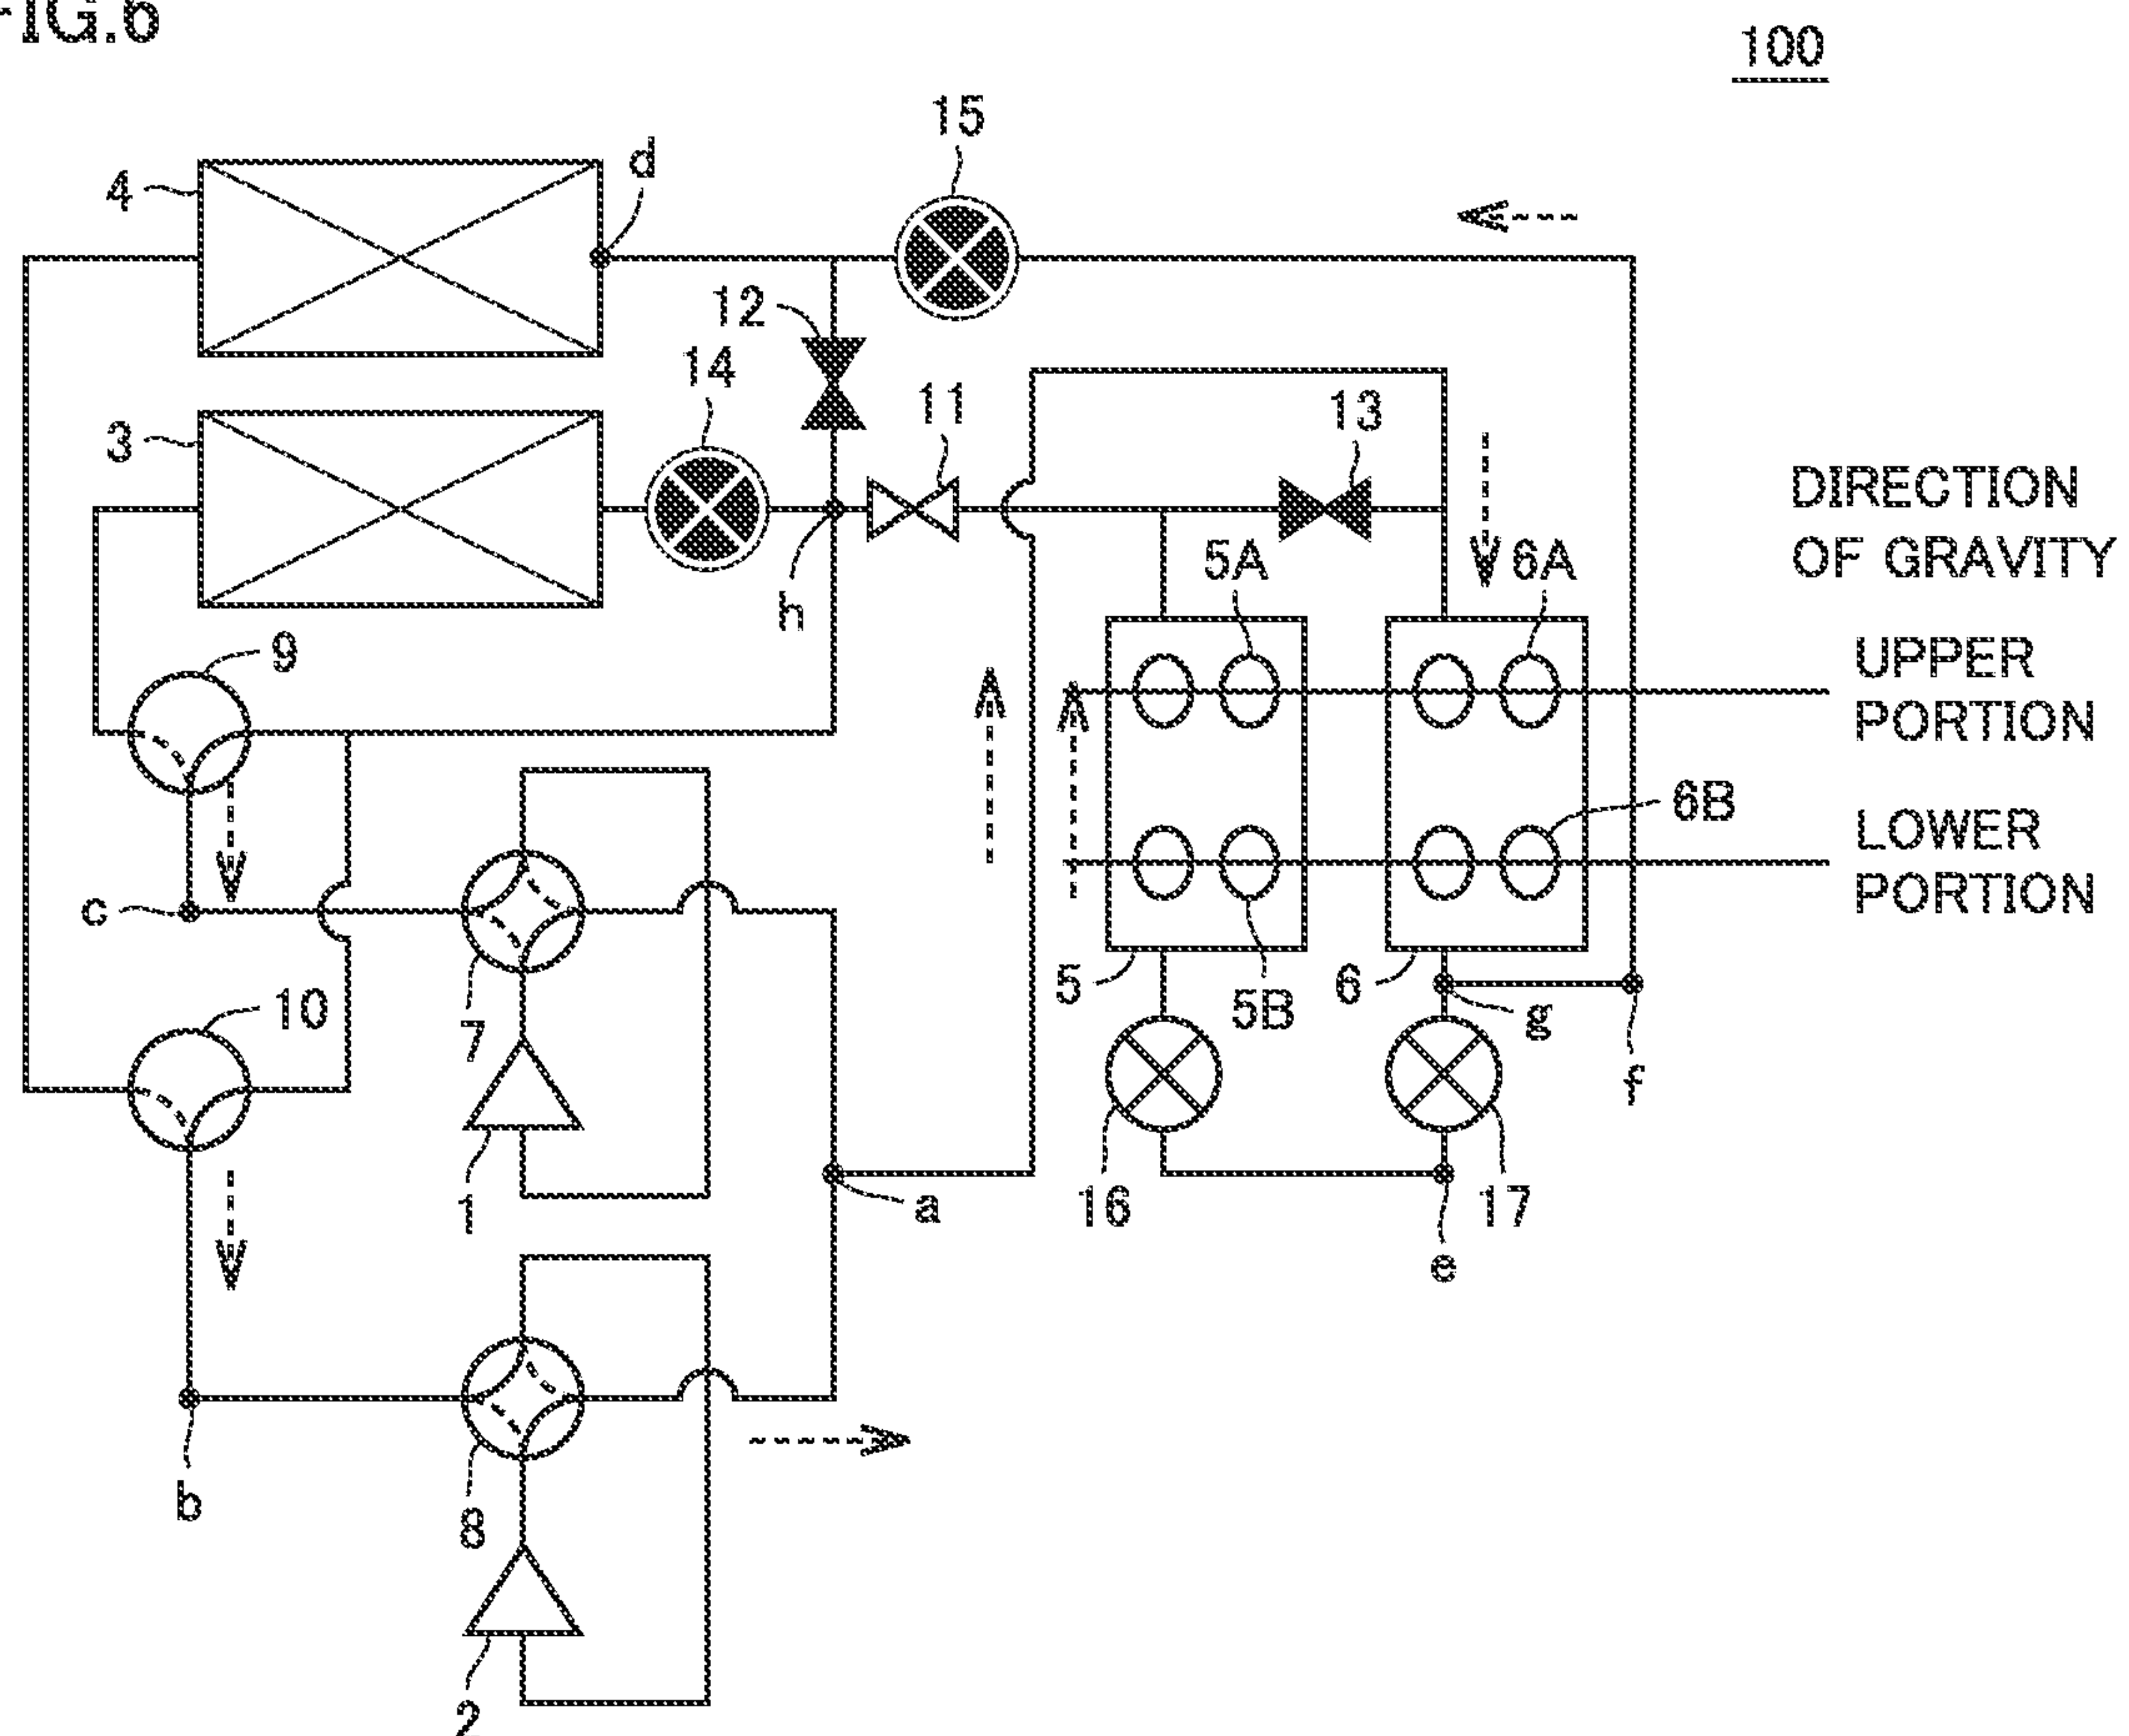 FIG.6
100
15
d
4
12
14
11
13
3
DIRECTION
OF GRAVITY
5A
6A
h
9
UPPER
PORTION
6B
LOWER
PORTION
c
5
6
10
5B
g
7
f
1
a
16
17
e
b
8
2